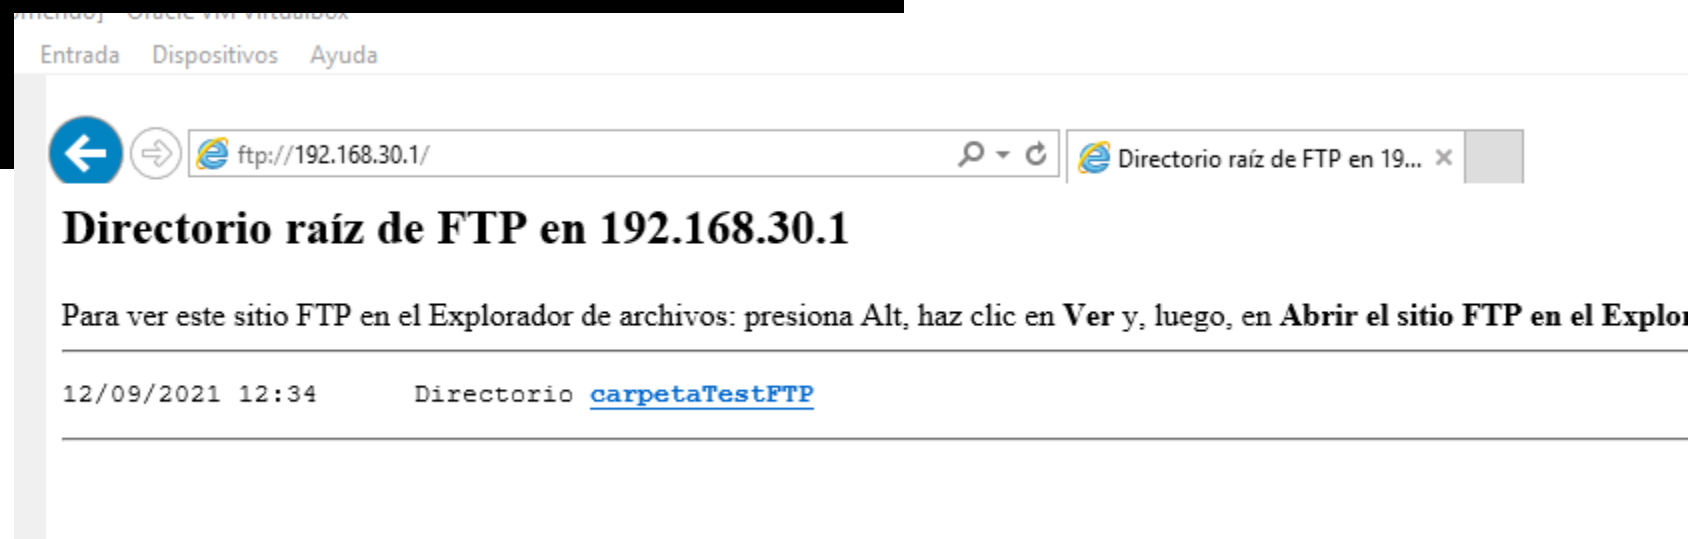 Entrada Dispositivos Ayuda
ftp://192.168.30.1/
Directorio raíz de FTP en 19...
Directorio raíz de FTP en 192.168.30.1
Para ver este sitio FTP en el Explorador de archivos: presiona Alt, haz clic en Ver y, luego, en Abrir el sitio FTP en el
12/09/2021 12:34 Directorio carpetaTestFTP